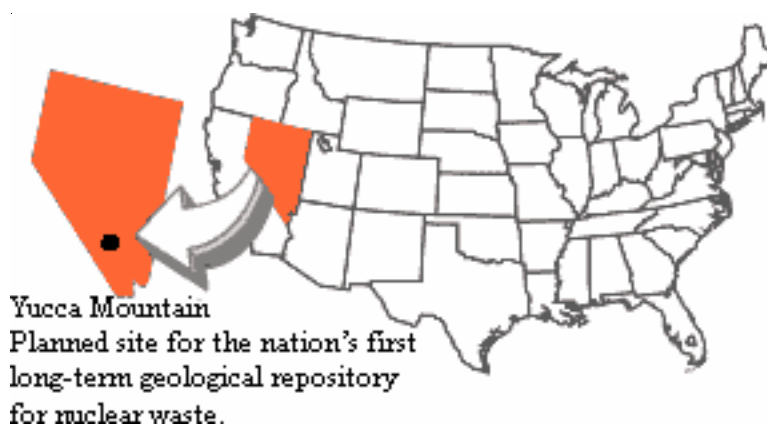 Yucca Mountain
Planned site for the nation's first
long-term geological repository
for nuclear waste.